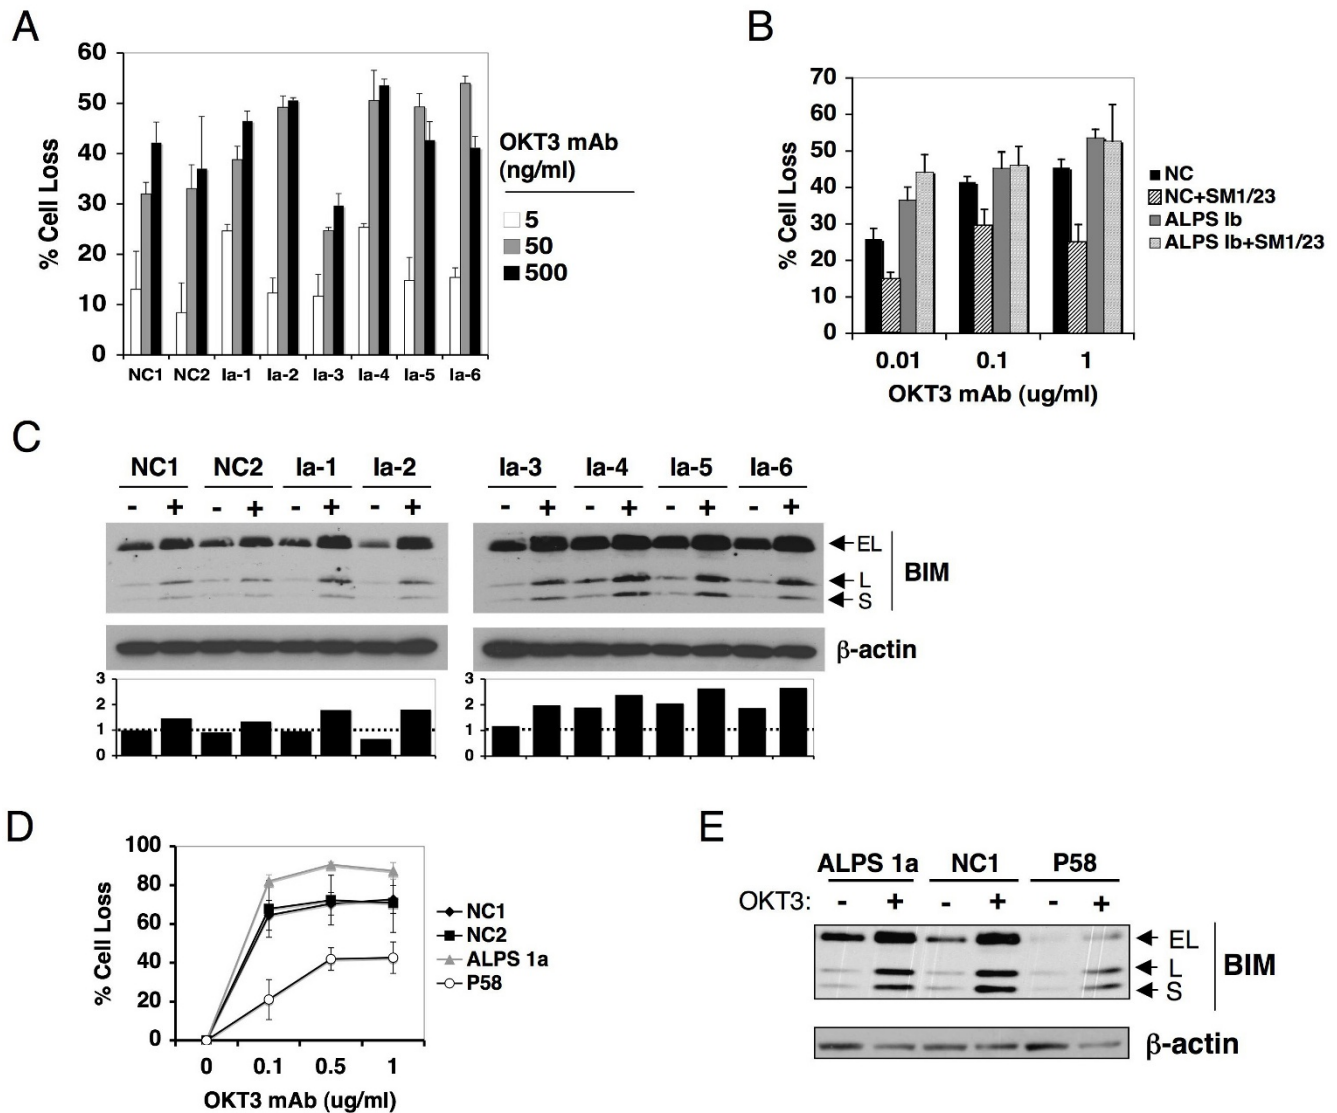 A
60
50
40
30
20
10
0
% Cell Loss
NC1 NC2 Ia-1 Ia-2 Ia-3 Ia-4 Ia-5 Ia-6
OKT3 mAb
(ng/ml)
5
50
500
B
70
60
50
40
30
20
10
0
% Cell Loss
0.01 0.1 1
OKT3 mAb (ug/ml)
NC
NC+SM1/23
ALPS Ib
ALPS Ib+SM1/23
C
NC1 NC2 Ia-1 Ia-2 Ia-3 Ia-4 Ia-5 Ia-6
- + - + - + - + - + - + - + - +
EL
L
S
BIM
β-actin
3
2
1
0
3
2
1
0
D
100
80
60
40
20
0
% Cell Loss
0 0.1 0.5 1
OKT3 mAb (ug/ml)
NC1
NC2
ALPS 1a
P58
E
ALPS 1a NC1 P58
OKT3: - + - + - +
EL
L
S
BIM
β-actin